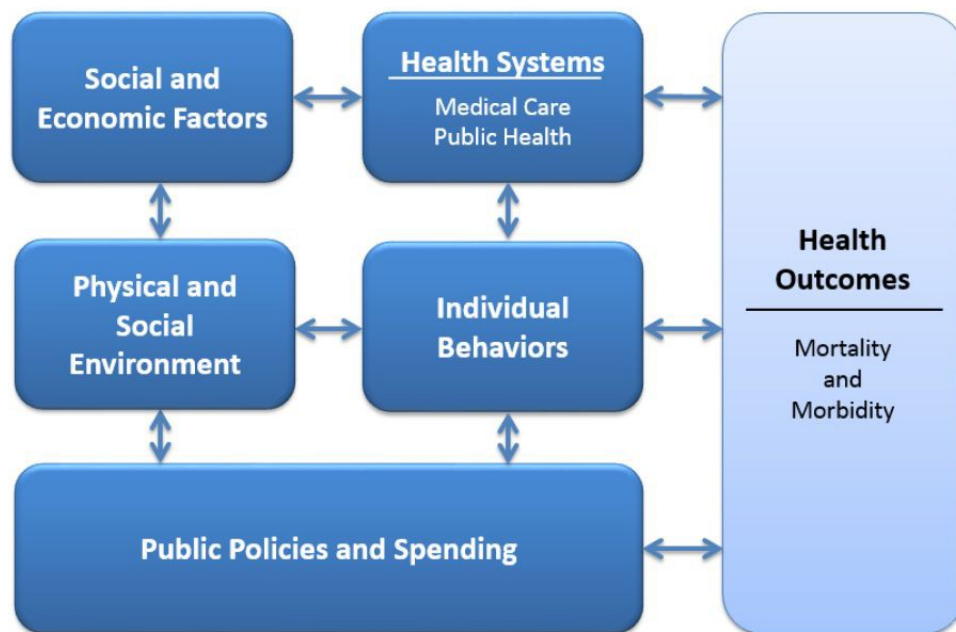 Social and
Economic Factors
Health Systems
Medical Care
Public Health
Physical and
Social
Environment
Individual
Behaviors
Health
Outcomes
Mortality
and
Morbidity
Public Policies and Spending